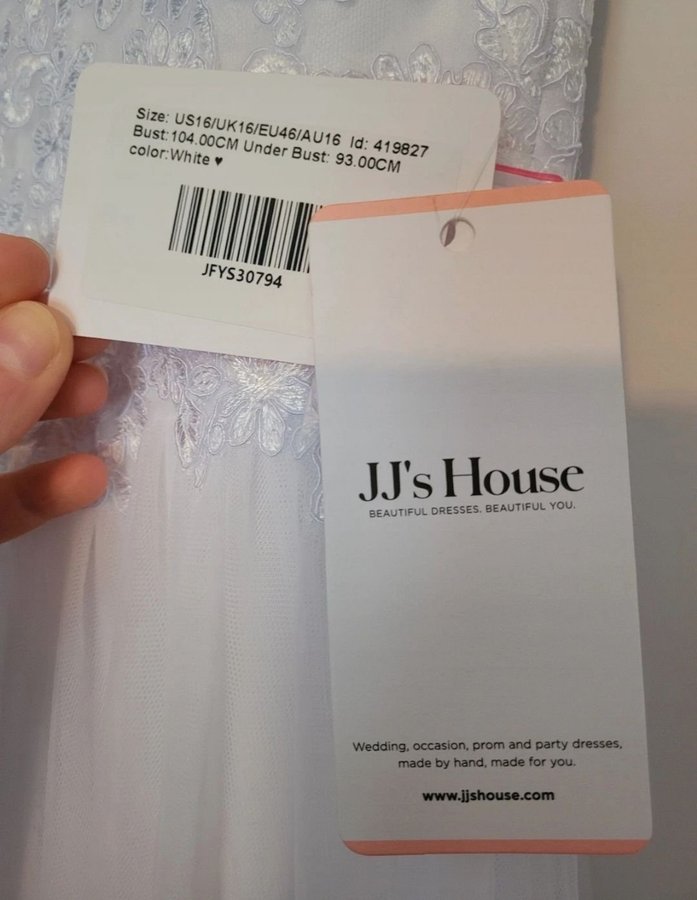 Size: US16/UK16/EU46/AU16 Id: 419827
Bust:104.00CM Under Bust: 93.00CM
color:White ♥
JFYS30794
JJ's House
BEAUTIFUL DRESSES. BEAUTIFUL YOU.
Wedding, occasion, prom and party dresses,
made by hand, made for you.
www.jjshouse.com